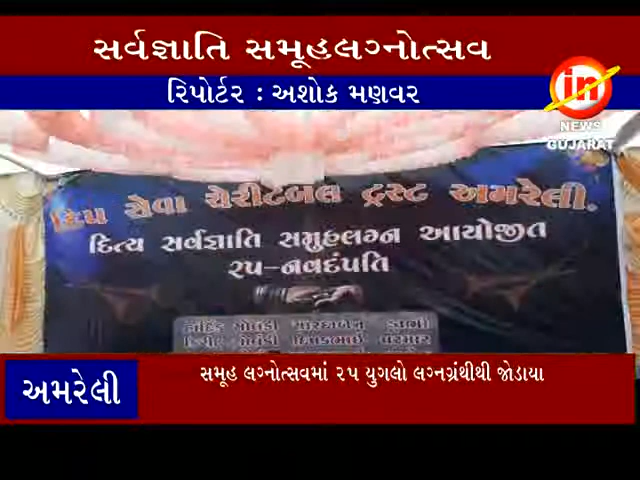 સર્વજ્ઞાતિ સમૂહલગ્નોત્સવ
રિપોર્ટર : અશોક મણવર
in
NEWS
GUJARAT
દિપ સેવા ચેરીટેબલ ટ્રસ્ટ અમરેલી.
દિત્ય સર્વજ્ઞાતિ સમુહલગ્ન આયોજીત
૨૫-નવદંપતિ
અમરેલી
સમૂહ લગ્નોત્સવમાં ૨૫ યુગલો લગ્નગ્રંથીથી જોડાયા